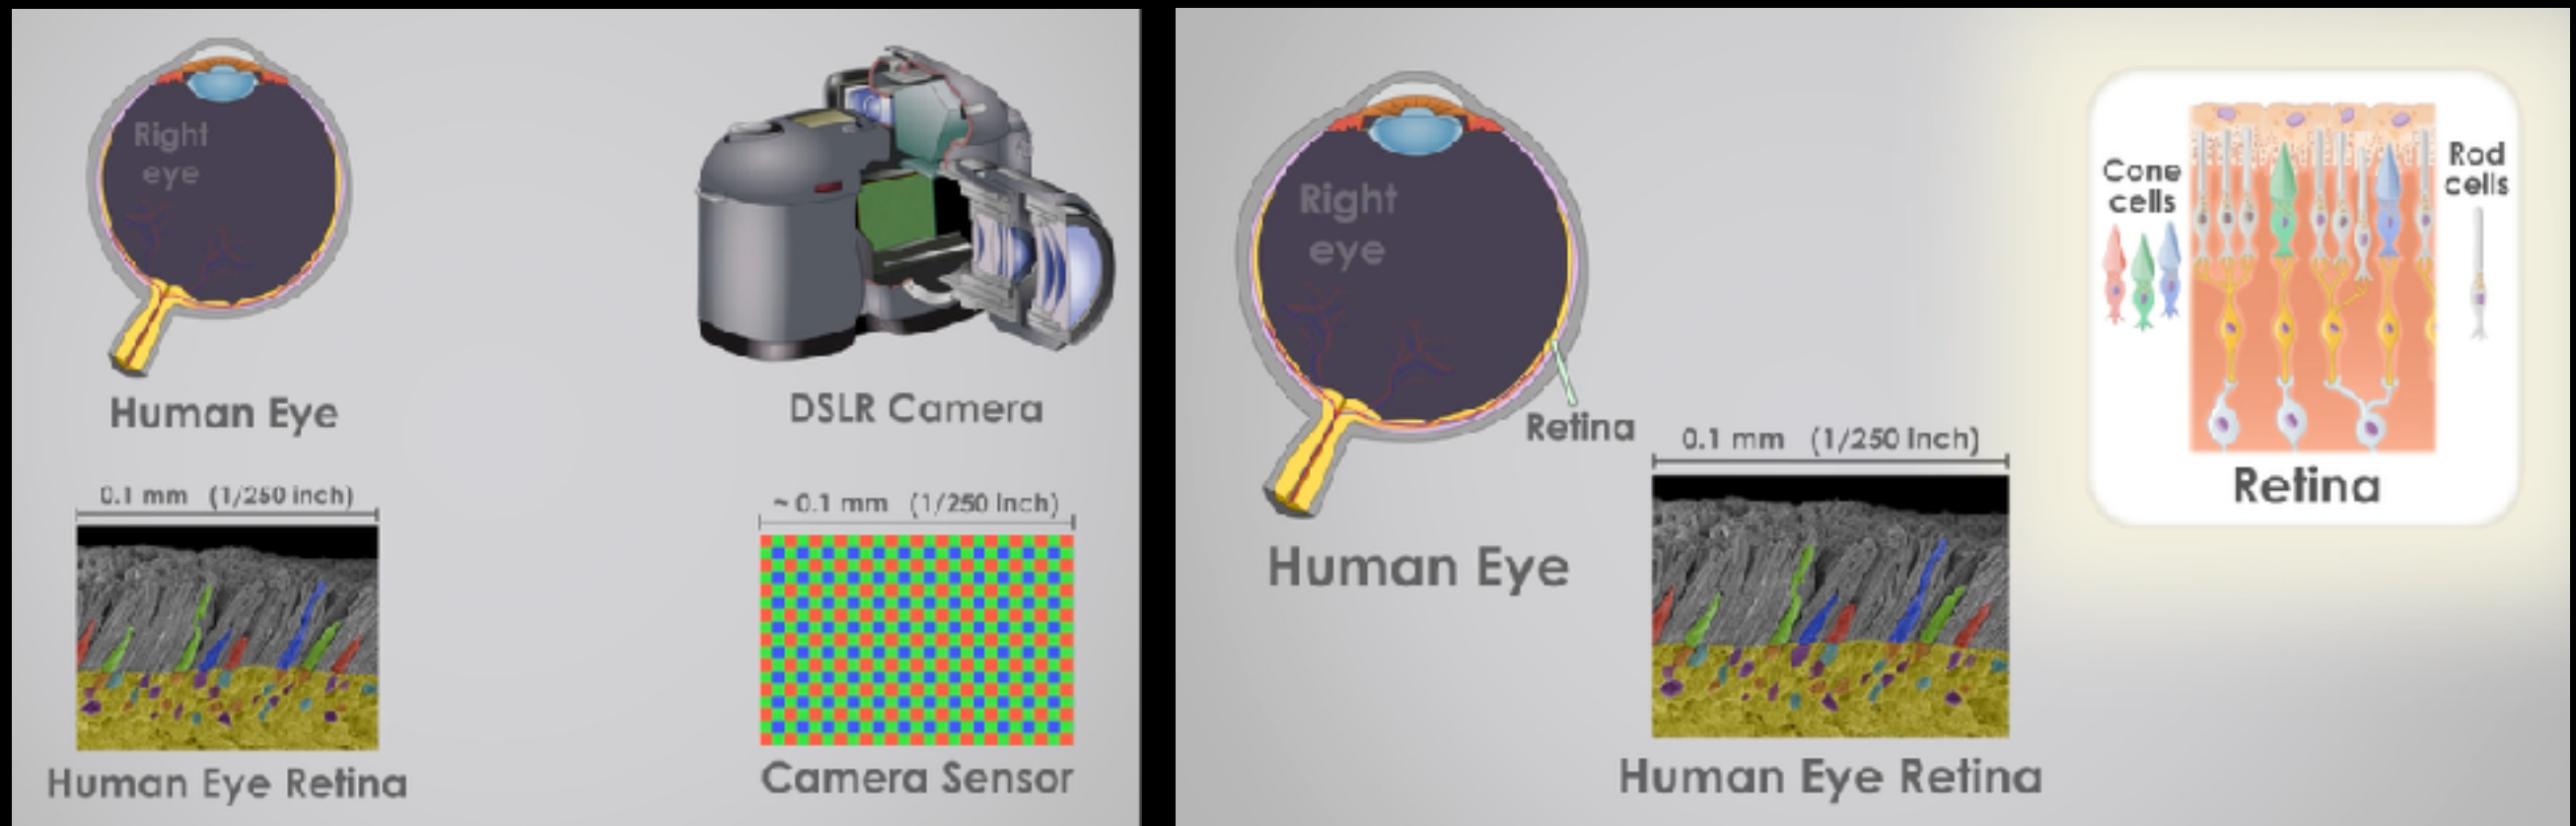 Right
eye
Human Eye
DSLR Camera
0.1 mm (1/250 inch)
Human Eye Retina
~ 0.1 mm (1/250 inch)
Camera Sensor
Right
eye
Retina
Human Eye
0.1 mm (1/250 inch)
Human Eye Retina
Cone
cells
Rod
cells
Retina